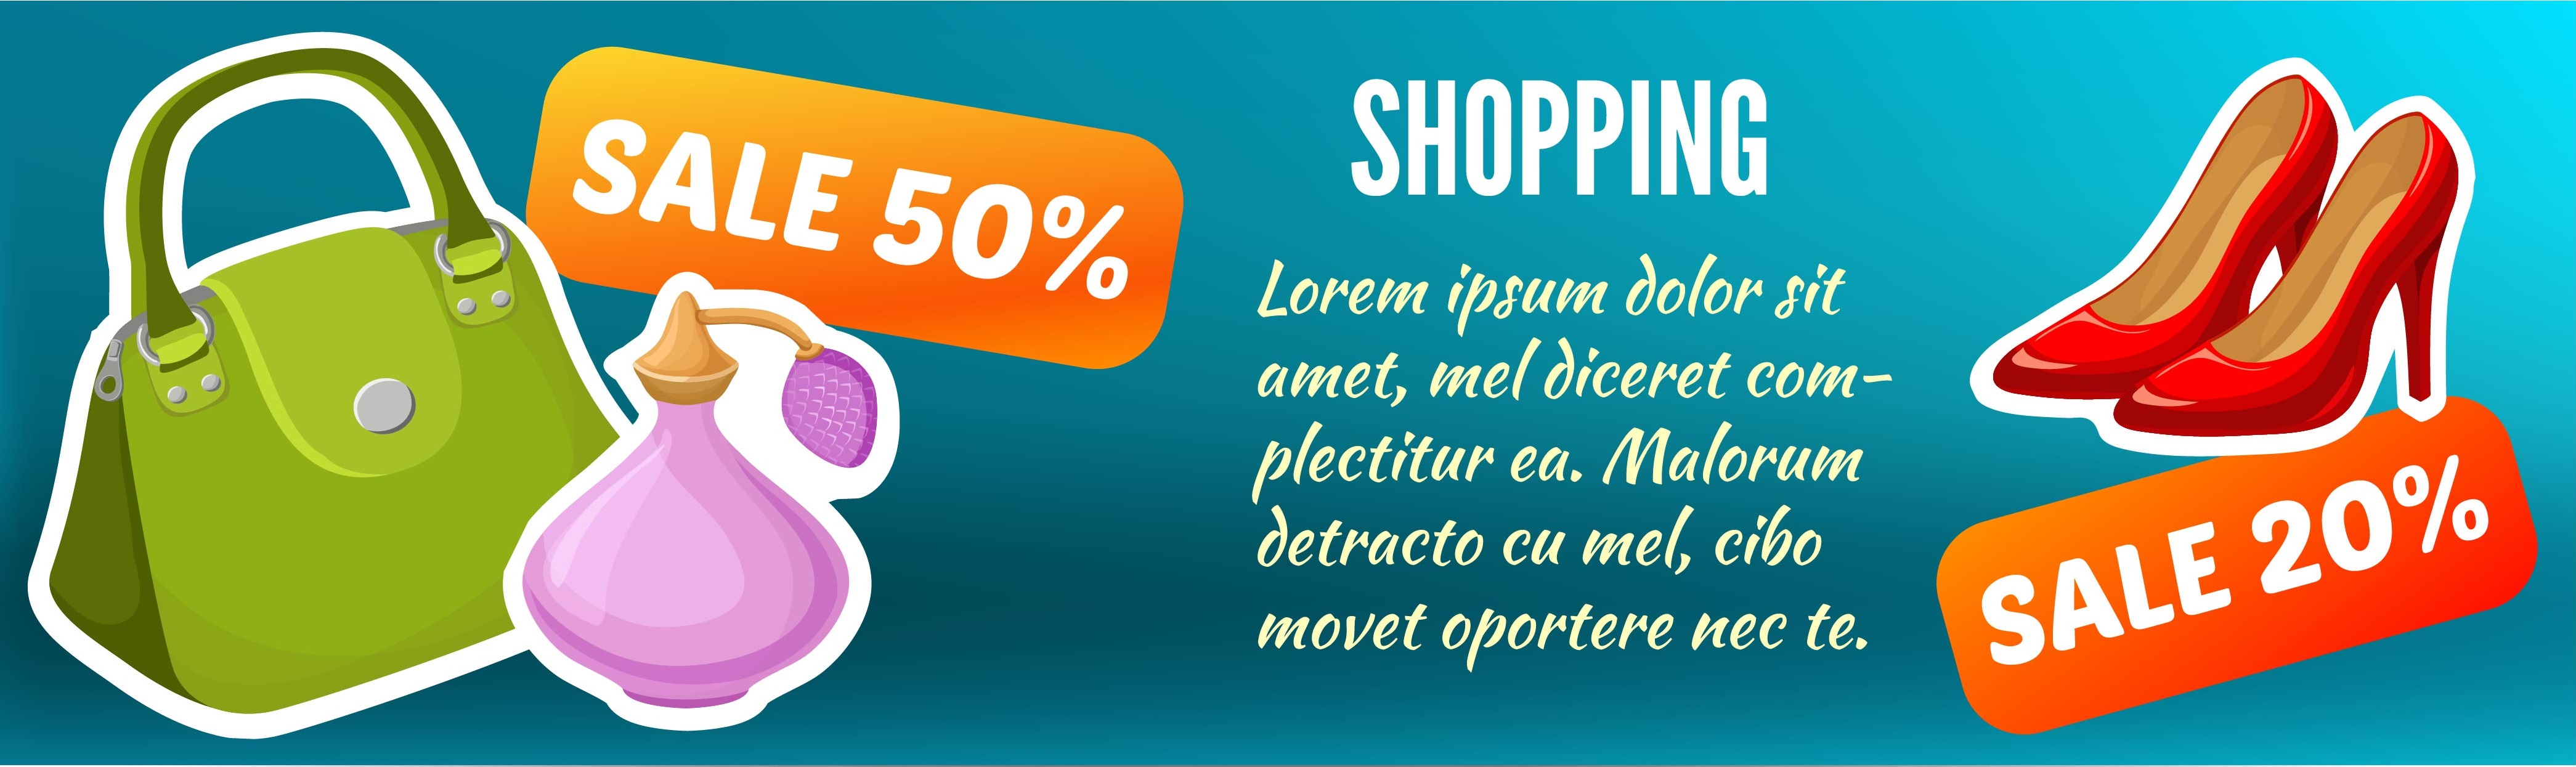 SALE 50%
SHOPPING
Lorem ipsum dolor sit
amet, mel diceret com-
plectitur ea. Malorum
detracto cu mel, cibo
movet oportere nec te.
SALE 20%